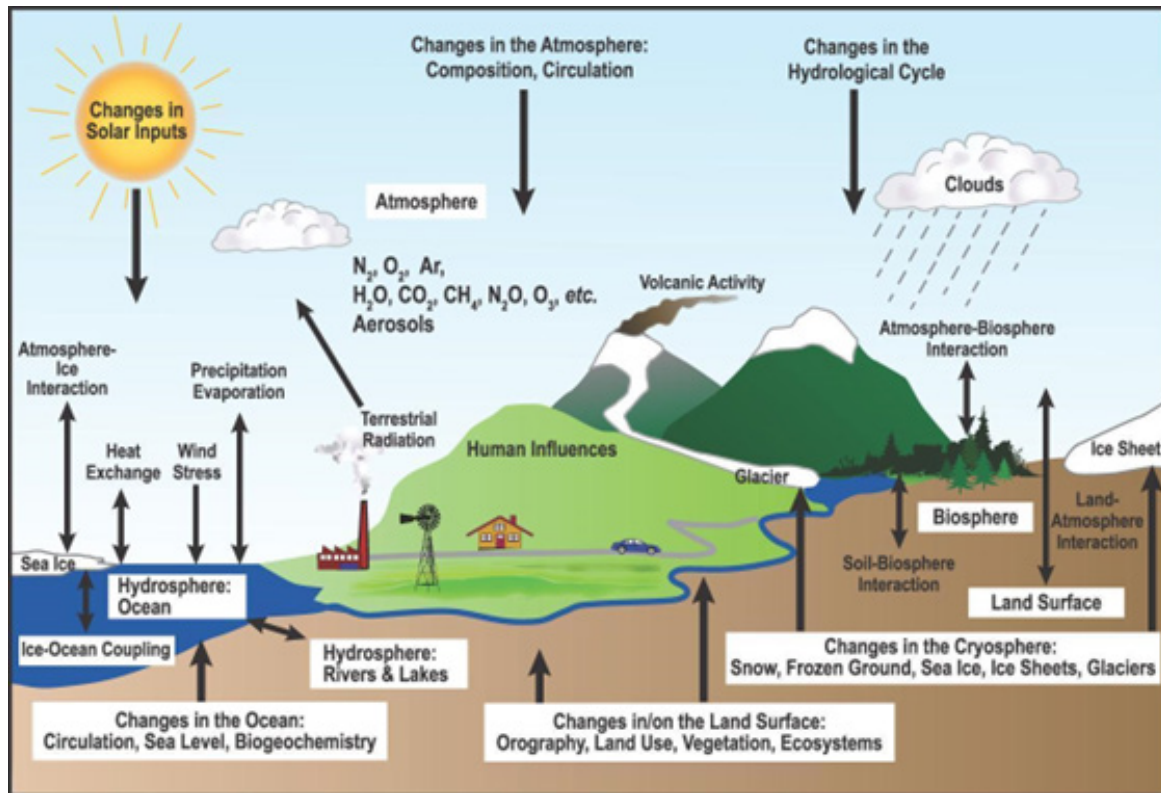 Changes in the Atmosphere:
Composition, Circulation
Changes in the
Hydrological Cycle
Changes in
Solar Inputs
Clouds
Atmosphere
N₂, O₂, Ar,
H₂O, CO₂, CH₄, N₂O, O₃, etc.
Aerosols
Volcanic Activity
Atmosphere-
Ice
Interaction
Precipitation
Evaporation
Atmosphere-Biosphere
Interaction
Terrestrial
Radiation
Heat
Exchange
Wind
Stress
Human Influences
Glacier
Ice Sheet
Biosphere
Land-
Atmosphere
Interaction
Soil-Biosphere
Interaction
Land Surface
Sea Ice
Hydrosphere:
Ocean
Ice-Ocean Coupling
Hydrosphere:
Rivers & Lakes
Changes in the Cryosphere:
Snow, Frozen Ground, Sea Ice, Ice Sheets, Glaciers
Changes in the Ocean:
Circulation, Sea Level, Biogeochemistry
Changes in/on the Land Surface:
Orography, Land Use, Vegetation, Ecosystems